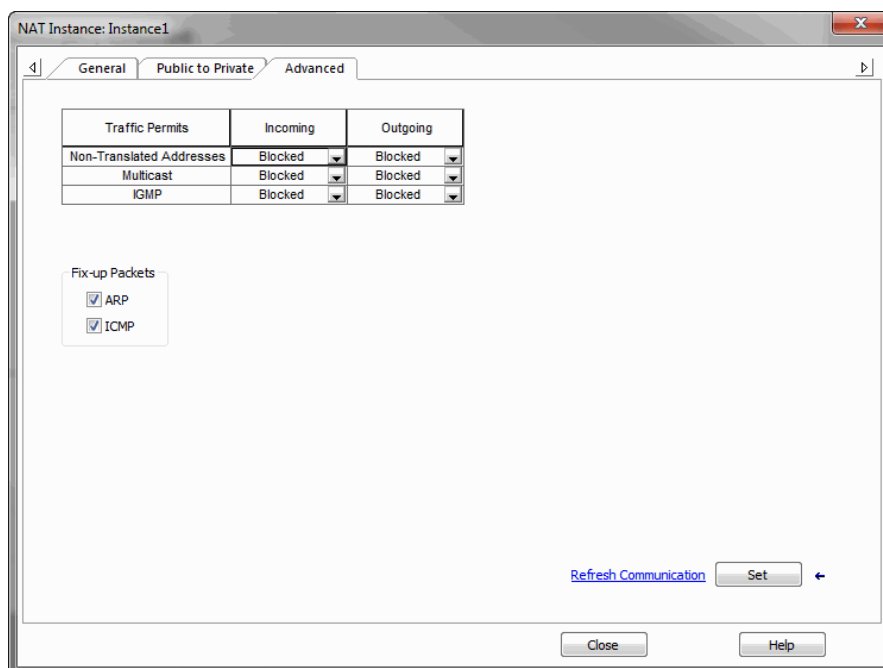 NAT Instance: Instance1
General Public to Private Advanced
Traffic Permits Incoming Outgoing
Non-Translated Addresses Blocked Blocked
Multicast Blocked Blocked
IGMP Blocked Blocked
Fix-up Packets
ARP
ICMP
Refresh Communication Set
Close Help